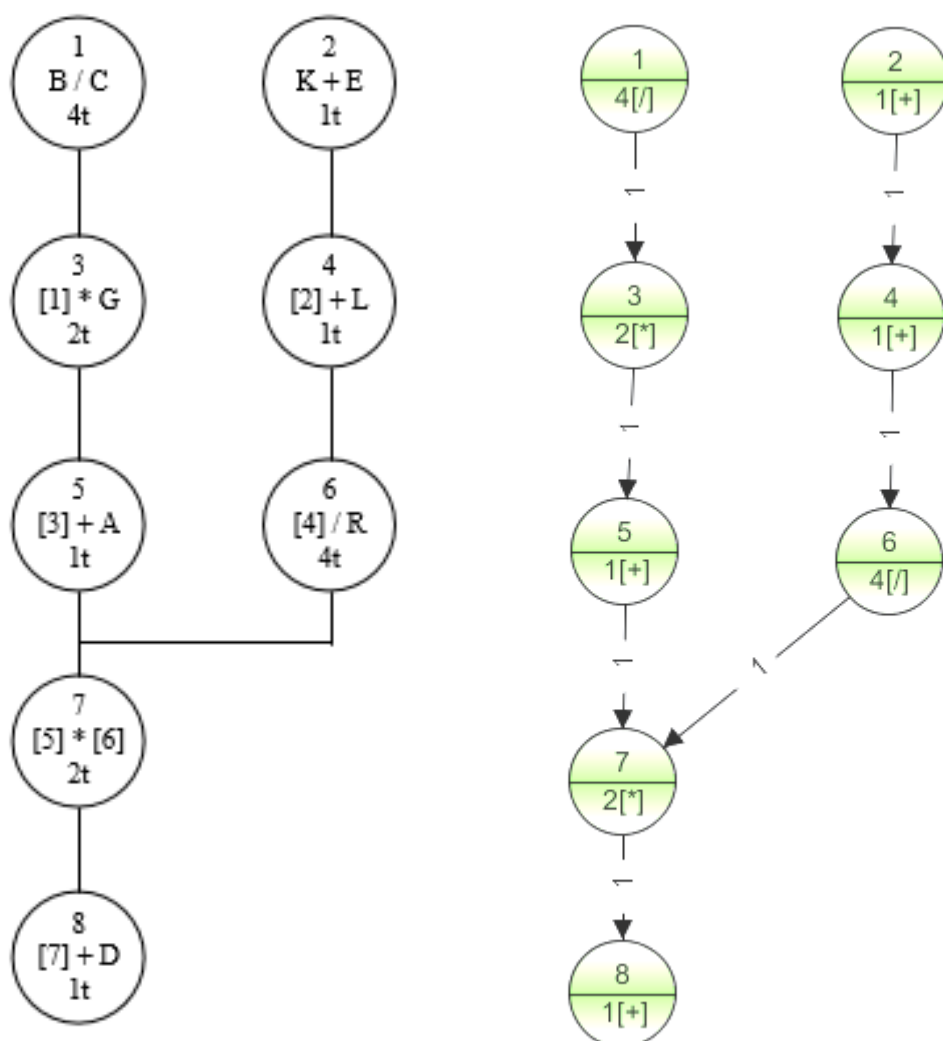 1
B / C
4t
2
K + E
1t
3
[1] * G
2t
4
[2] + L
1t
5
[3] + A
1t
6
[4] / R
4t
7
[5] * [6]
2t
8
[7] + D
1t
1
4[/]
2
1[+]
1
1
3
2[*]
4
1[+]
1
1
5
1[+]
6
4[/]
1
1
7
2[*]
1
8
1[+]